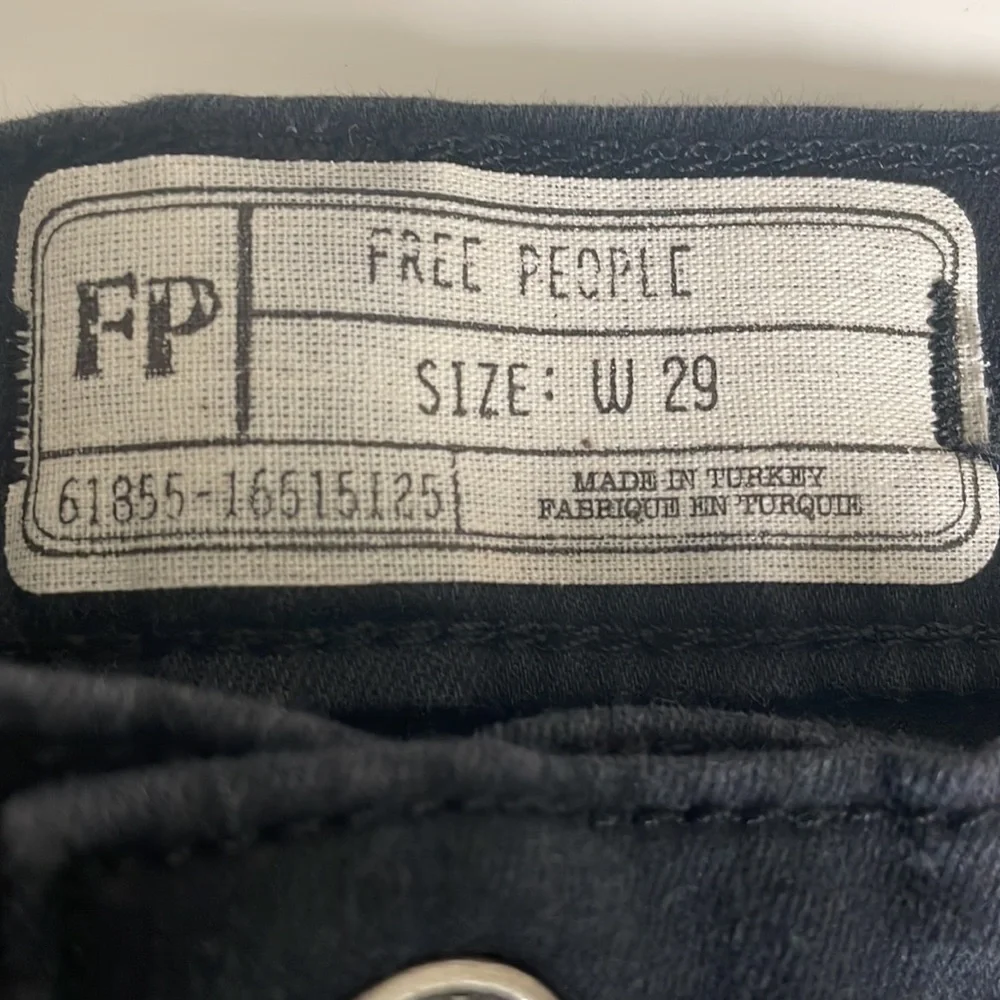 FP
FREE PEOPLE
SIZE: W 29
61855-16615125
MADE IN TURKEY
FABRIQUE EN TURQUIE